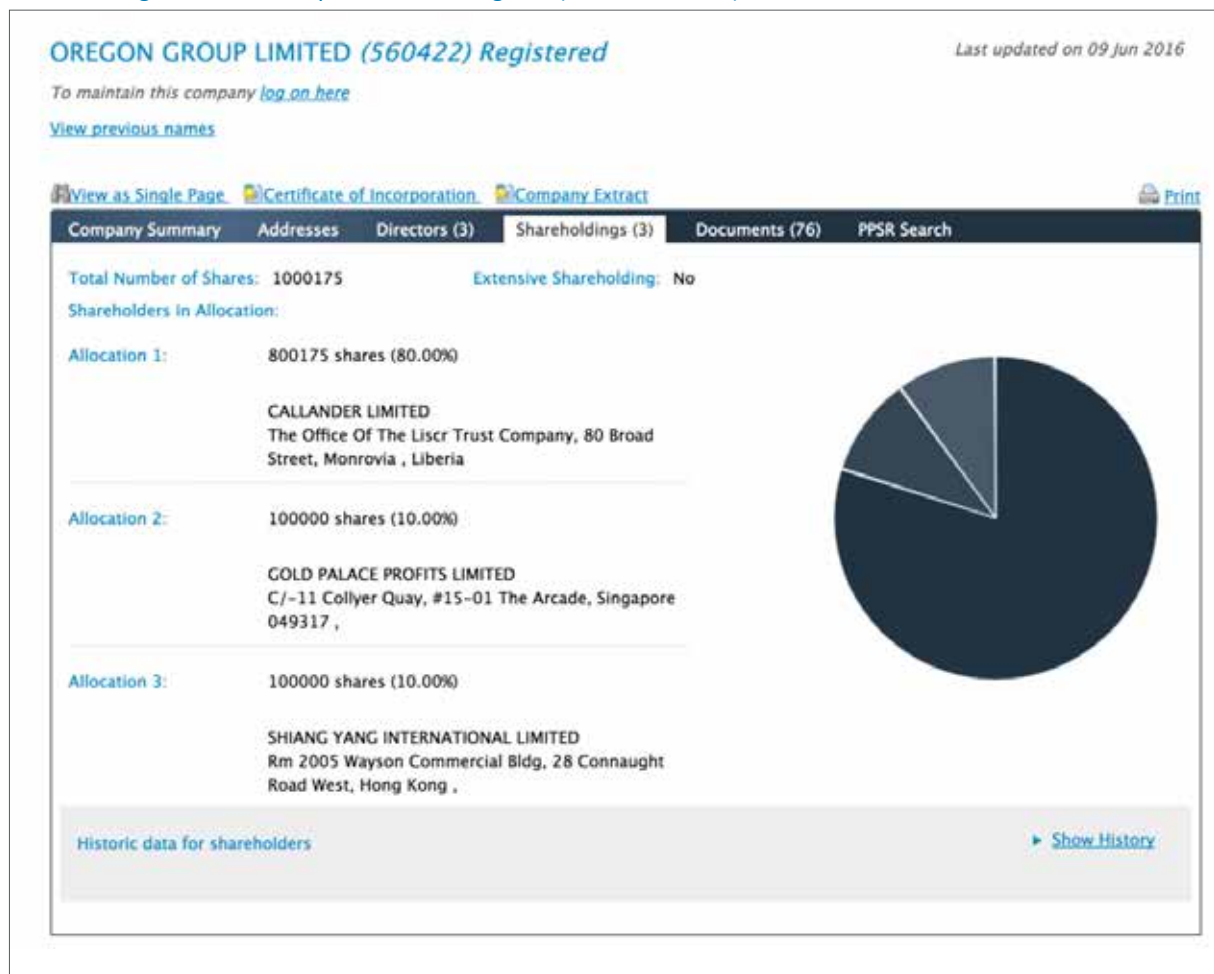 OREGON GROUP LIMITED (560422) Registered
Last updated on 09 Jun 2016
To maintain this company log on here
View previous names
View as Single Page Certificate of Incorporation Company Extract Print
Company Summary Addresses Directors (3) Shareholdings (3) Documents (76) PPSR Search
Total Number of Shares: 1000175 Extensive Shareholding: No
Shareholders in Allocation:
Allocation 1: 800175 shares (80.00%)
CALLANDER LIMITED
The Office Of The Liscr Trust Company, 80 Broad
Street, Monrovia , Liberia
Allocation 2: 100000 shares (10.00%)
GOLD PALACE PROFITS LIMITED
C/-11 Collyer Quay, #15-01 The Arcade, Singapore
049317 ,
Allocation 3: 100000 shares (10.00%)
SHIANG YANG INTERNATIONAL LIMITED
Rm 2005 Wayson Commercial Bldg, 28 Connaught
Road West, Hong Kong ,
Historic data for shareholders
Show History